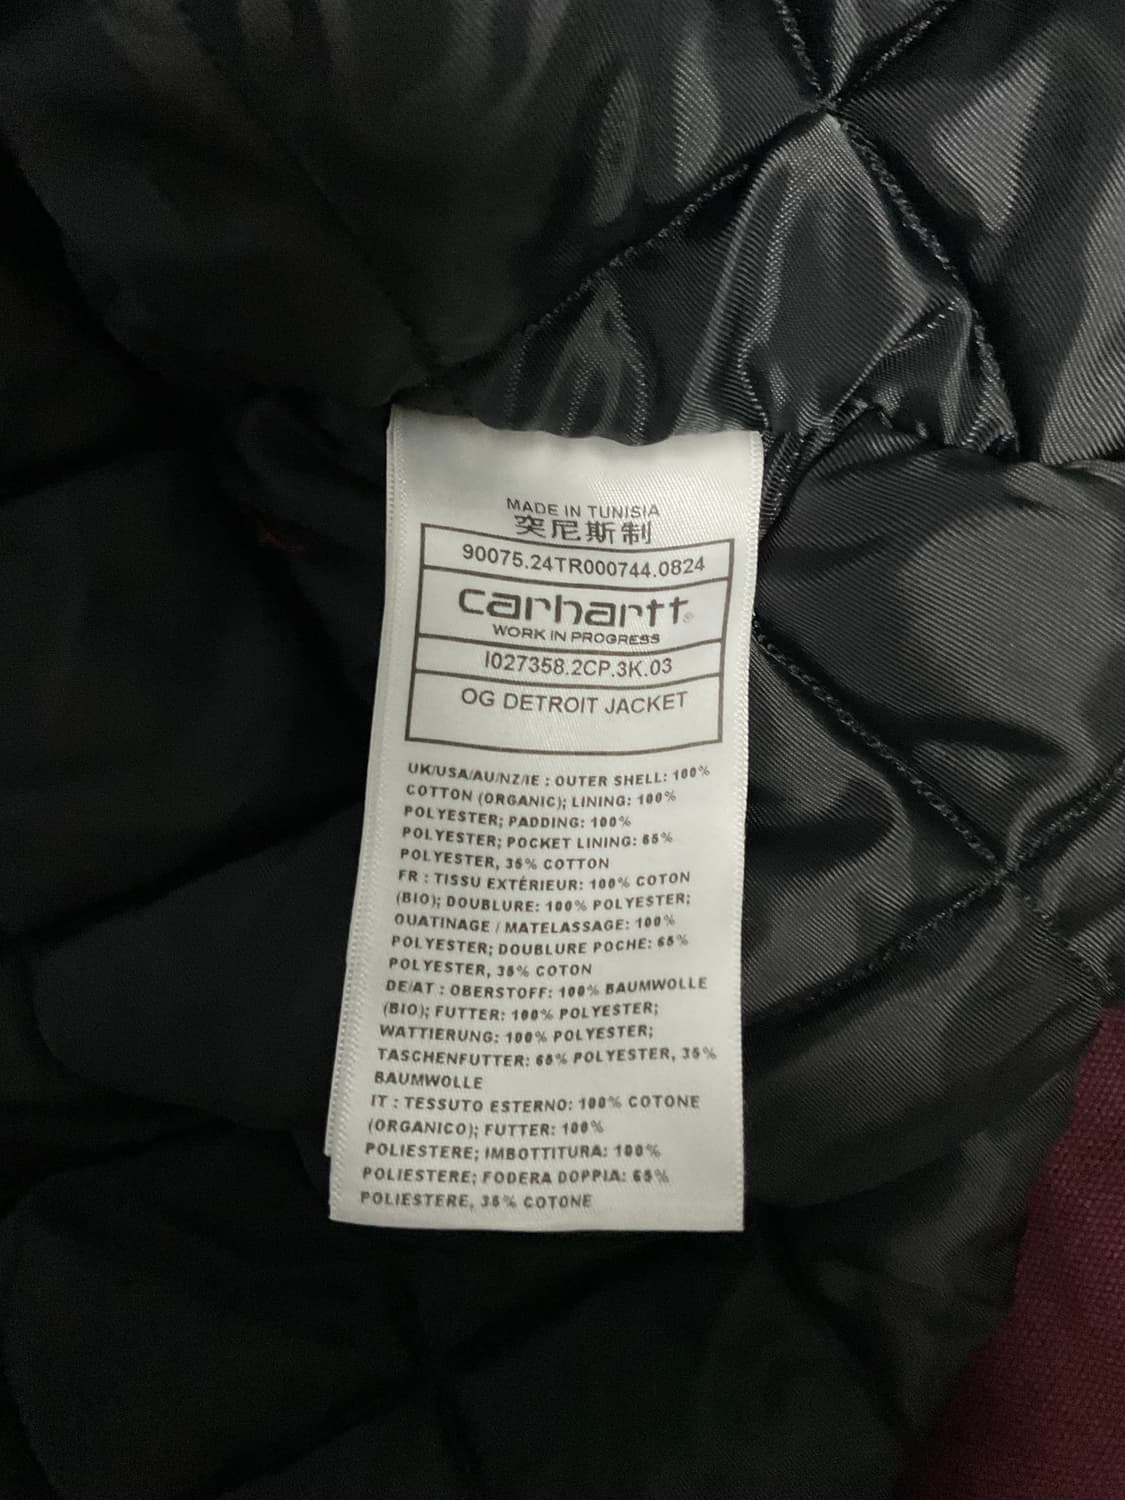 MADE IN TUNISIA
突尼斯制
90075.24TR000744.0824
carhartt®
WORK IN PROGRESS
I027358.2CP.3K.03
OG DETROIT JACKET
UK/USA/AU/NZ/IE : OUTER SHELL: 100%
COTTON (ORGANIC); LINING: 100%
POLYESTER; PADDING: 100%
POLYESTER; POCKET LINING: 65%
POLYESTER, 35% COTTON
FR : TISSU EXTÉRIEUR: 100% COTON
(BIO); DOUBLURE: 100% POLYESTER;
OUATINAGE / MATELASSAGE: 100%
POLYESTER; DOUBLURE POCHE: 65%
POLYESTER, 35% COTON
DE/AT : OBERSTOFF: 100% BAUMWOLLE
(BIO); FUTTER: 100% POLYESTER;
WATTIERUNG: 100% POLYESTER;
TASCHENFUTTER: 65% POLYESTER, 35%
BAUMWOLLE
IT : TESSUTO ESTERNO: 100% COTONE
(ORGANICO); FUTTER: 100%
POLIESTERE; IMBOTTITURA: 100%
POLIESTERE; FODERA DOPPIA: 65%
POLIESTERE, 35% COTONE